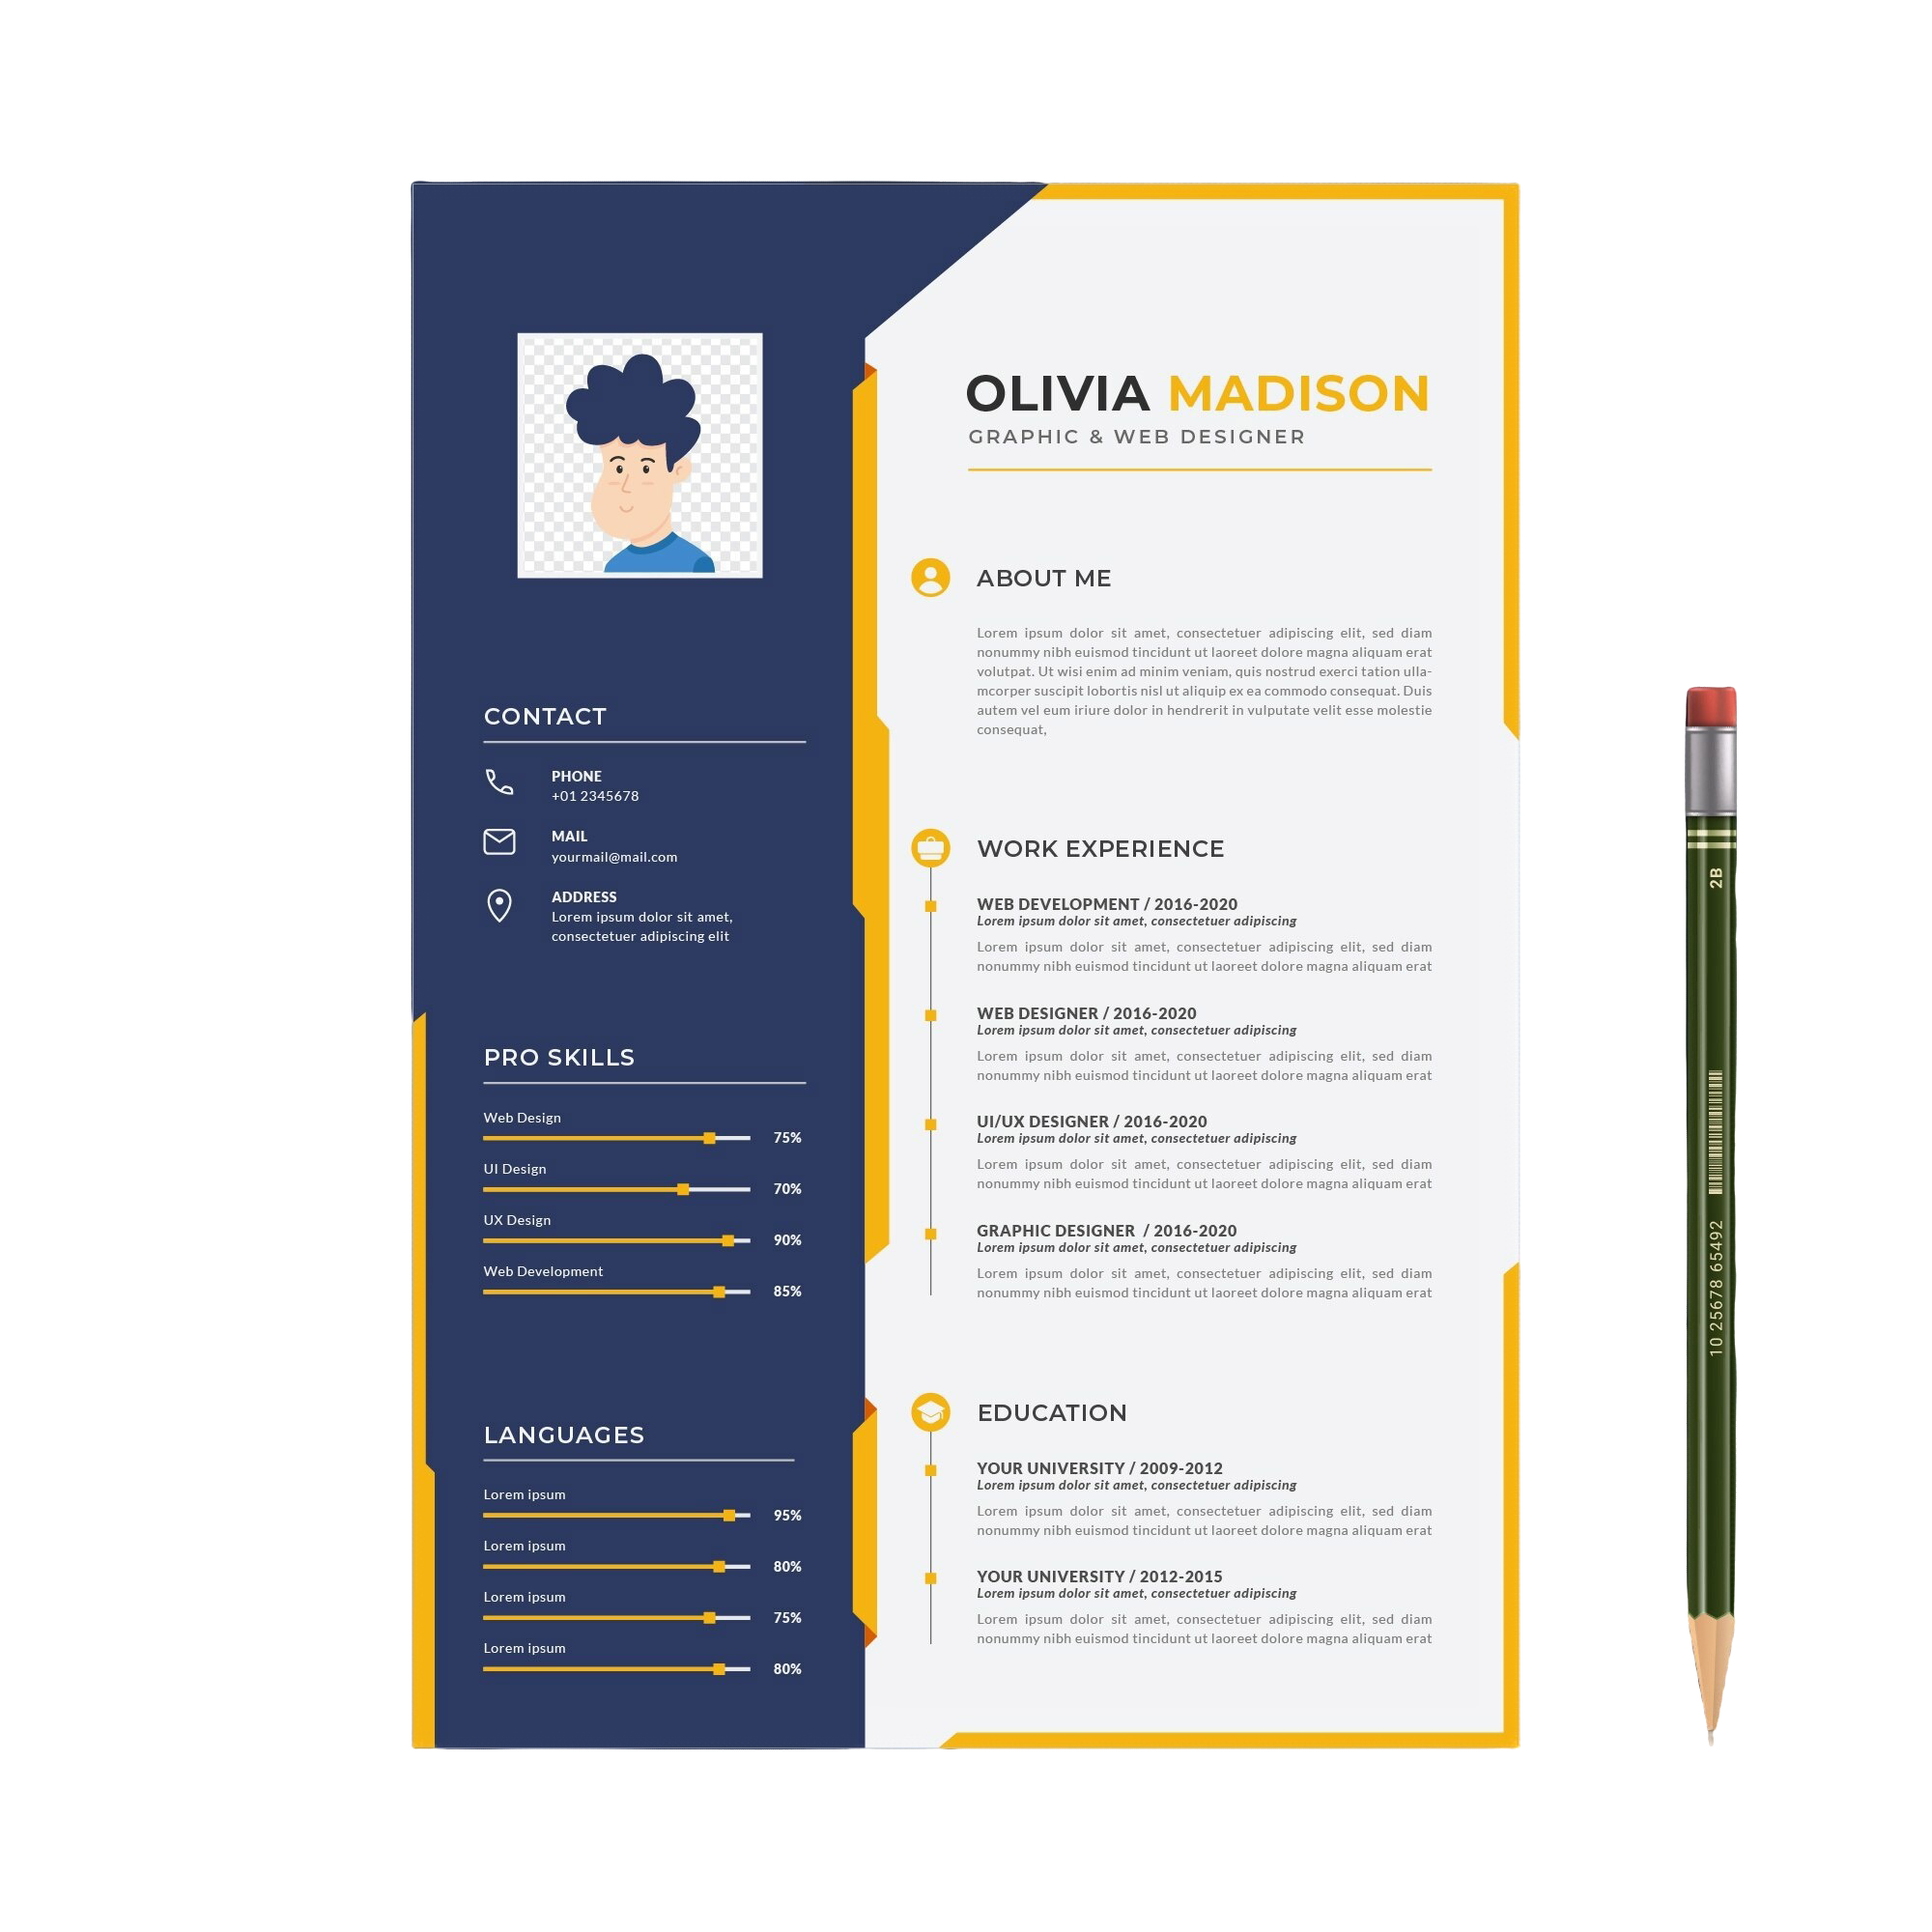 OLIVIA MADISON
GRAPHIC & WEB DESIGNER
CONTACT
PHONE
+01 2345678
MAIL
yourmail@mail.com
ADDRESS
Lorem ipsum dolor sit amet,
consectetuer adipiscing elit
PRO SKILLS
Web Design
75%
UI Design
70%
UX Design
90%
Web Development
85%
LANGUAGES
Lorem ipsum
95%
Lorem ipsum
80%
Lorem ipsum
75%
Lorem ipsum
80%
ABOUT ME
Lorem ipsum dolor sit amet, consectetuer adipiscing elit, sed diam
nonummy nibh euismod tincidunt ut laoreet dolore magna aliquam erat
volutpat. Ut wisi enim ad minim veniam, quis nostrud exerci tation ulla-
mcorper suscipit lobortis nisl ut aliquip ex ea commodo consequat. Duis
autem vel eum iriure dolor in hendrerit in vulputate velit esse molestie
consequat,
WORK EXPERIENCE
WEB DEVELOPMENT / 2016-2020
Lorem ipsum dolor sit amet, consectetuer adipiscing
Lorem ipsum dolor sit amet, consectetuer adipiscing elit, sed diam
nonummy nibh euismod tincidunt ut laoreet dolore magna aliquam erat
WEB DESIGNER / 2016-2020
Lorem ipsum dolor sit amet, consectetuer adipiscing
Lorem ipsum dolor sit amet, consectetuer adipiscing elit, sed diam
nonummy nibh euismod tincidunt ut laoreet dolore magna aliquam erat
UI/UX DESIGNER / 2016-2020
Lorem ipsum dolor sit amet, consectetuer adipiscing
Lorem ipsum dolor sit amet, consectetuer adipiscing elit, sed diam
nonummy nibh euismod tincidunt ut laoreet dolore magna aliquam erat
GRAPHIC DESIGNER / 2016-2020
Lorem ipsum dolor sit amet, consectetuer adipiscing
Lorem ipsum dolor sit amet, consectetuer adipiscing elit, sed diam
nonummy nibh euismod tincidunt ut laoreet dolore magna aliquam erat
EDUCATION
YOUR UNIVERSITY / 2009-2012
Lorem ipsum dolor sit amet, consectetuer adipiscing
Lorem ipsum dolor sit amet, consectetuer adipiscing elit, sed diam
nonummy nibh euismod tincidunt ut laoreet dolore magna aliquam erat
YOUR UNIVERSITY / 2012-2015
Lorem ipsum dolor sit amet, consectetuer adipiscing
Lorem ipsum dolor sit amet, consectetuer adipiscing elit, sed diam
nonummy nibh euismod tincidunt ut laoreet dolore magna aliquam erat
2B
10 25678 65492